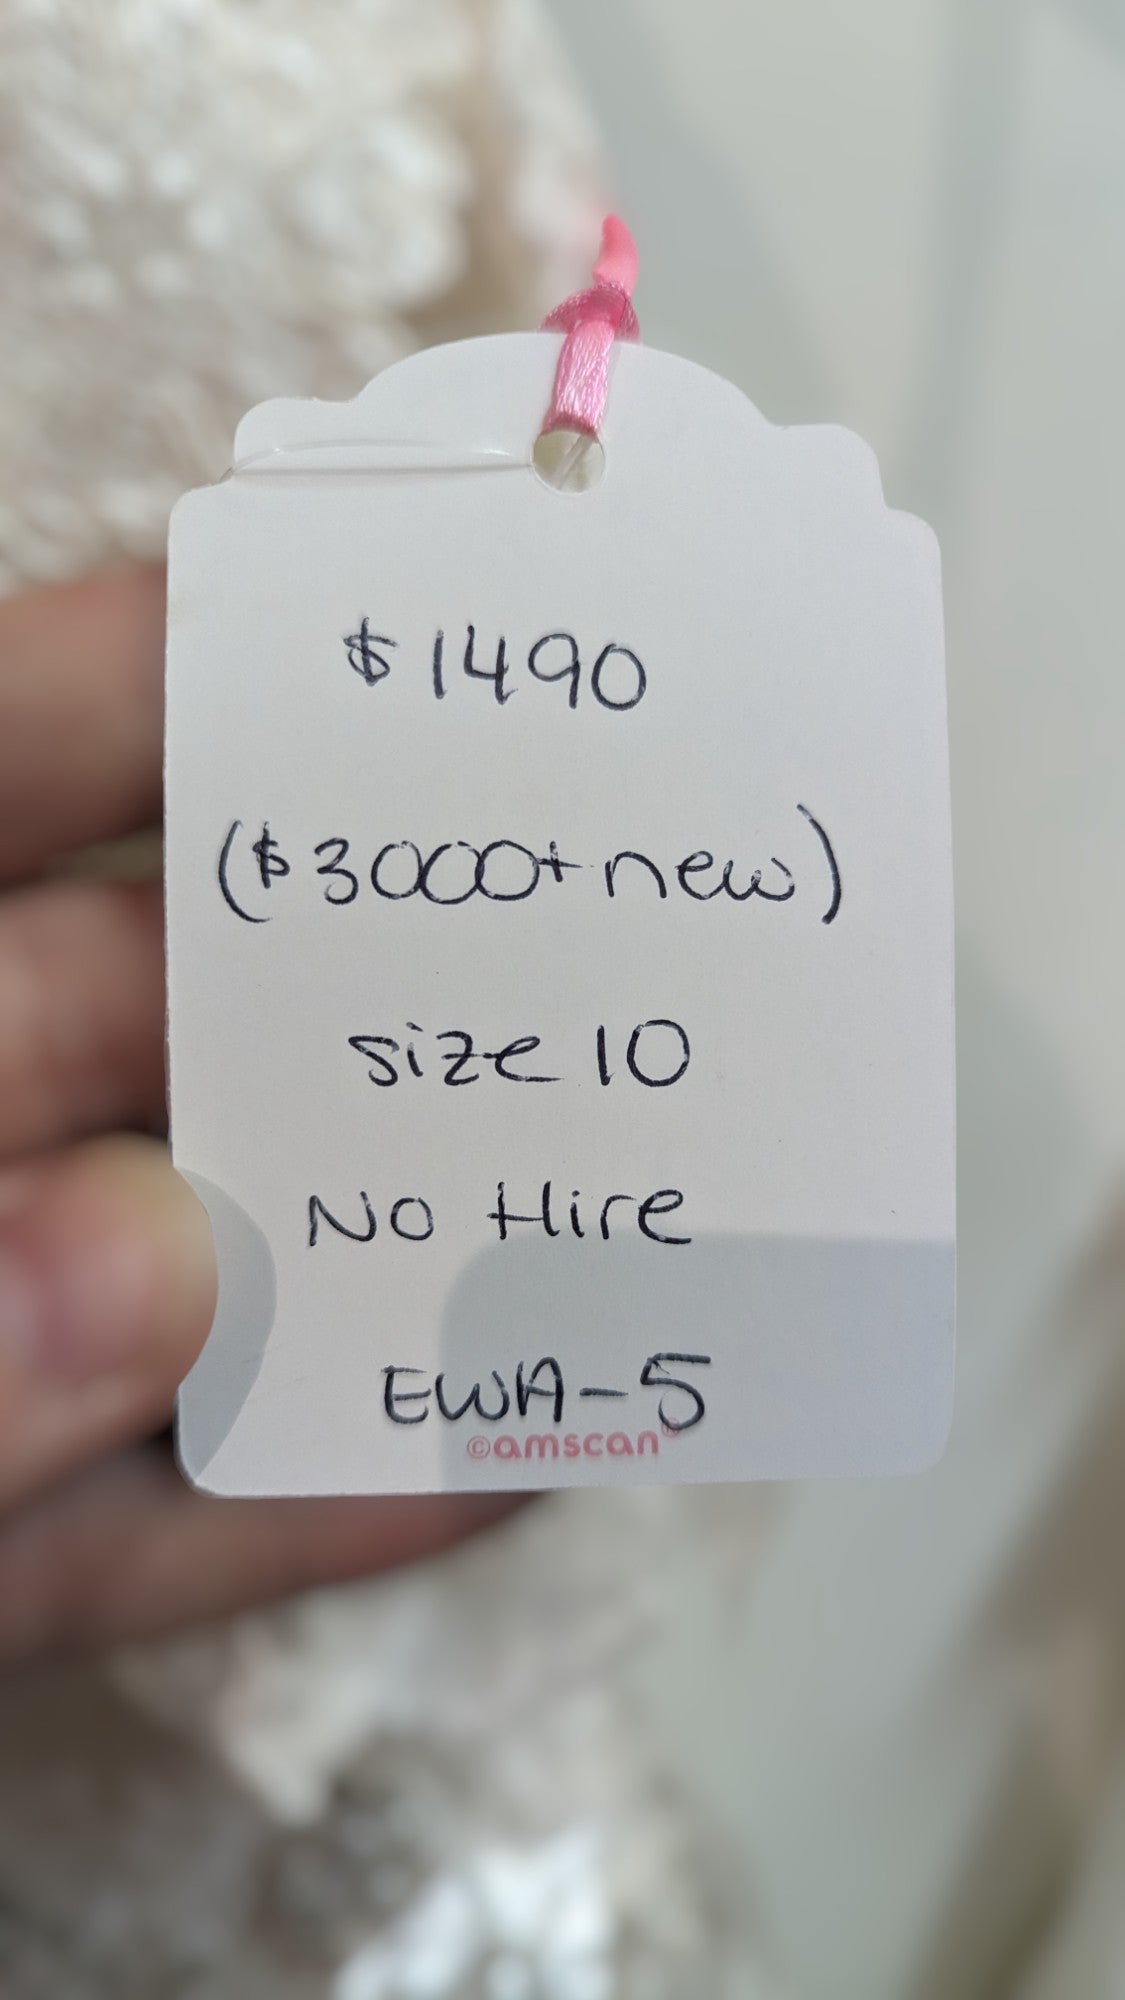 $1490
($3000+ new)
size 10
No Hire
EWA-5
©amscan®